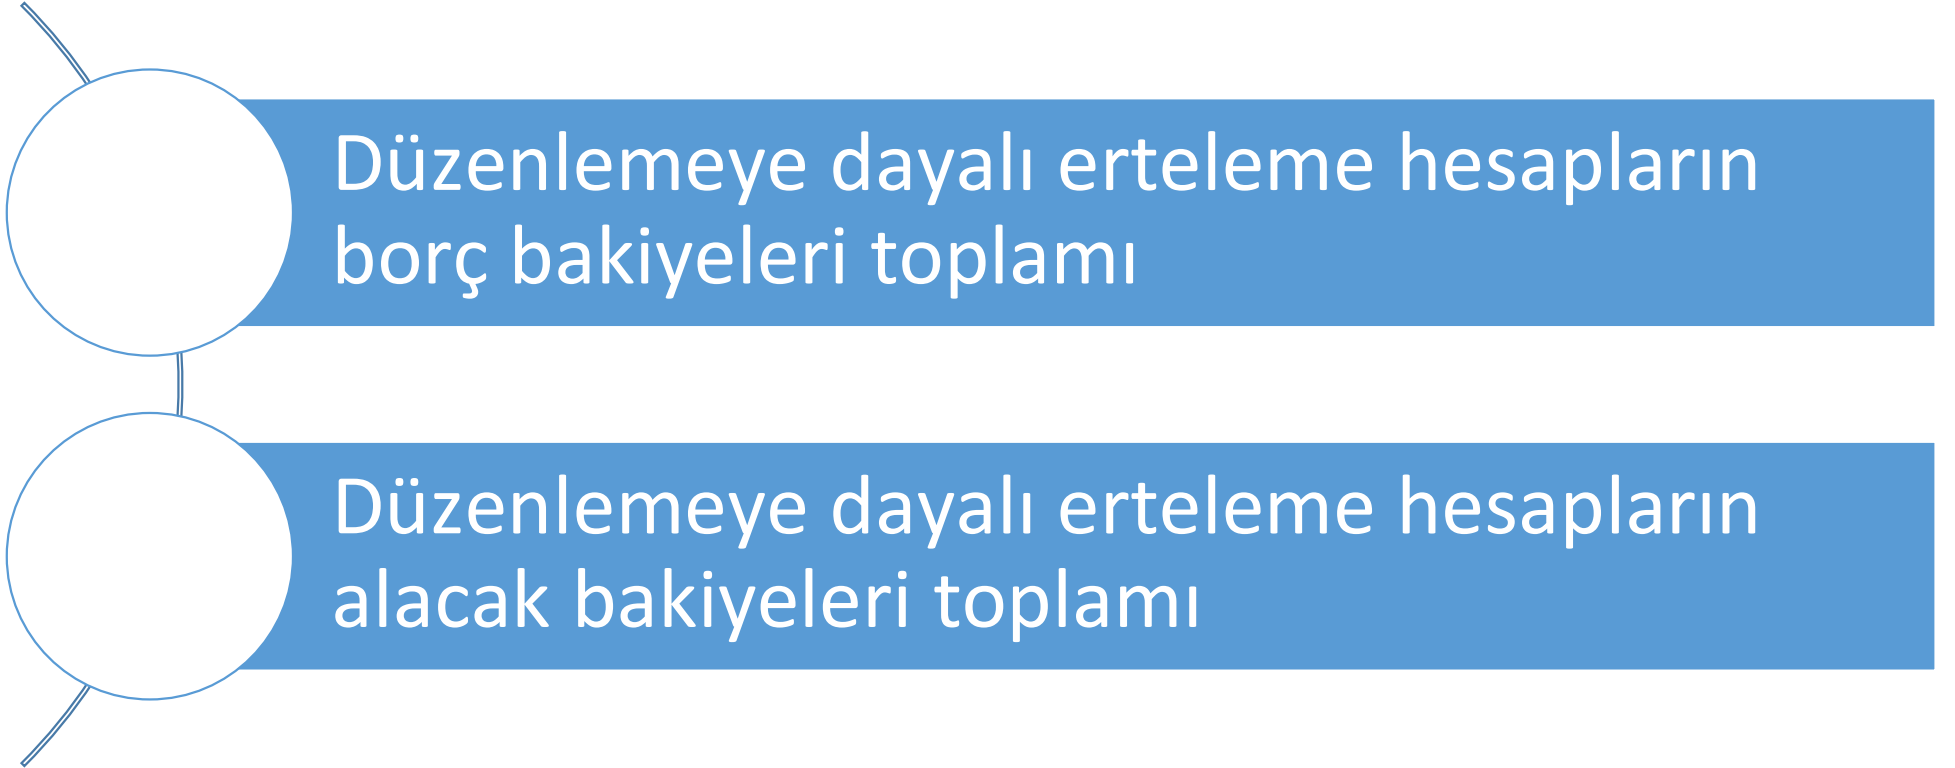 Düzenlemeye dayalı erteleme hesapların
borç bakiyeleri toplamı
Düzenlemeye dayalı erteleme hesapların
alacak bakiyeleri toplamı